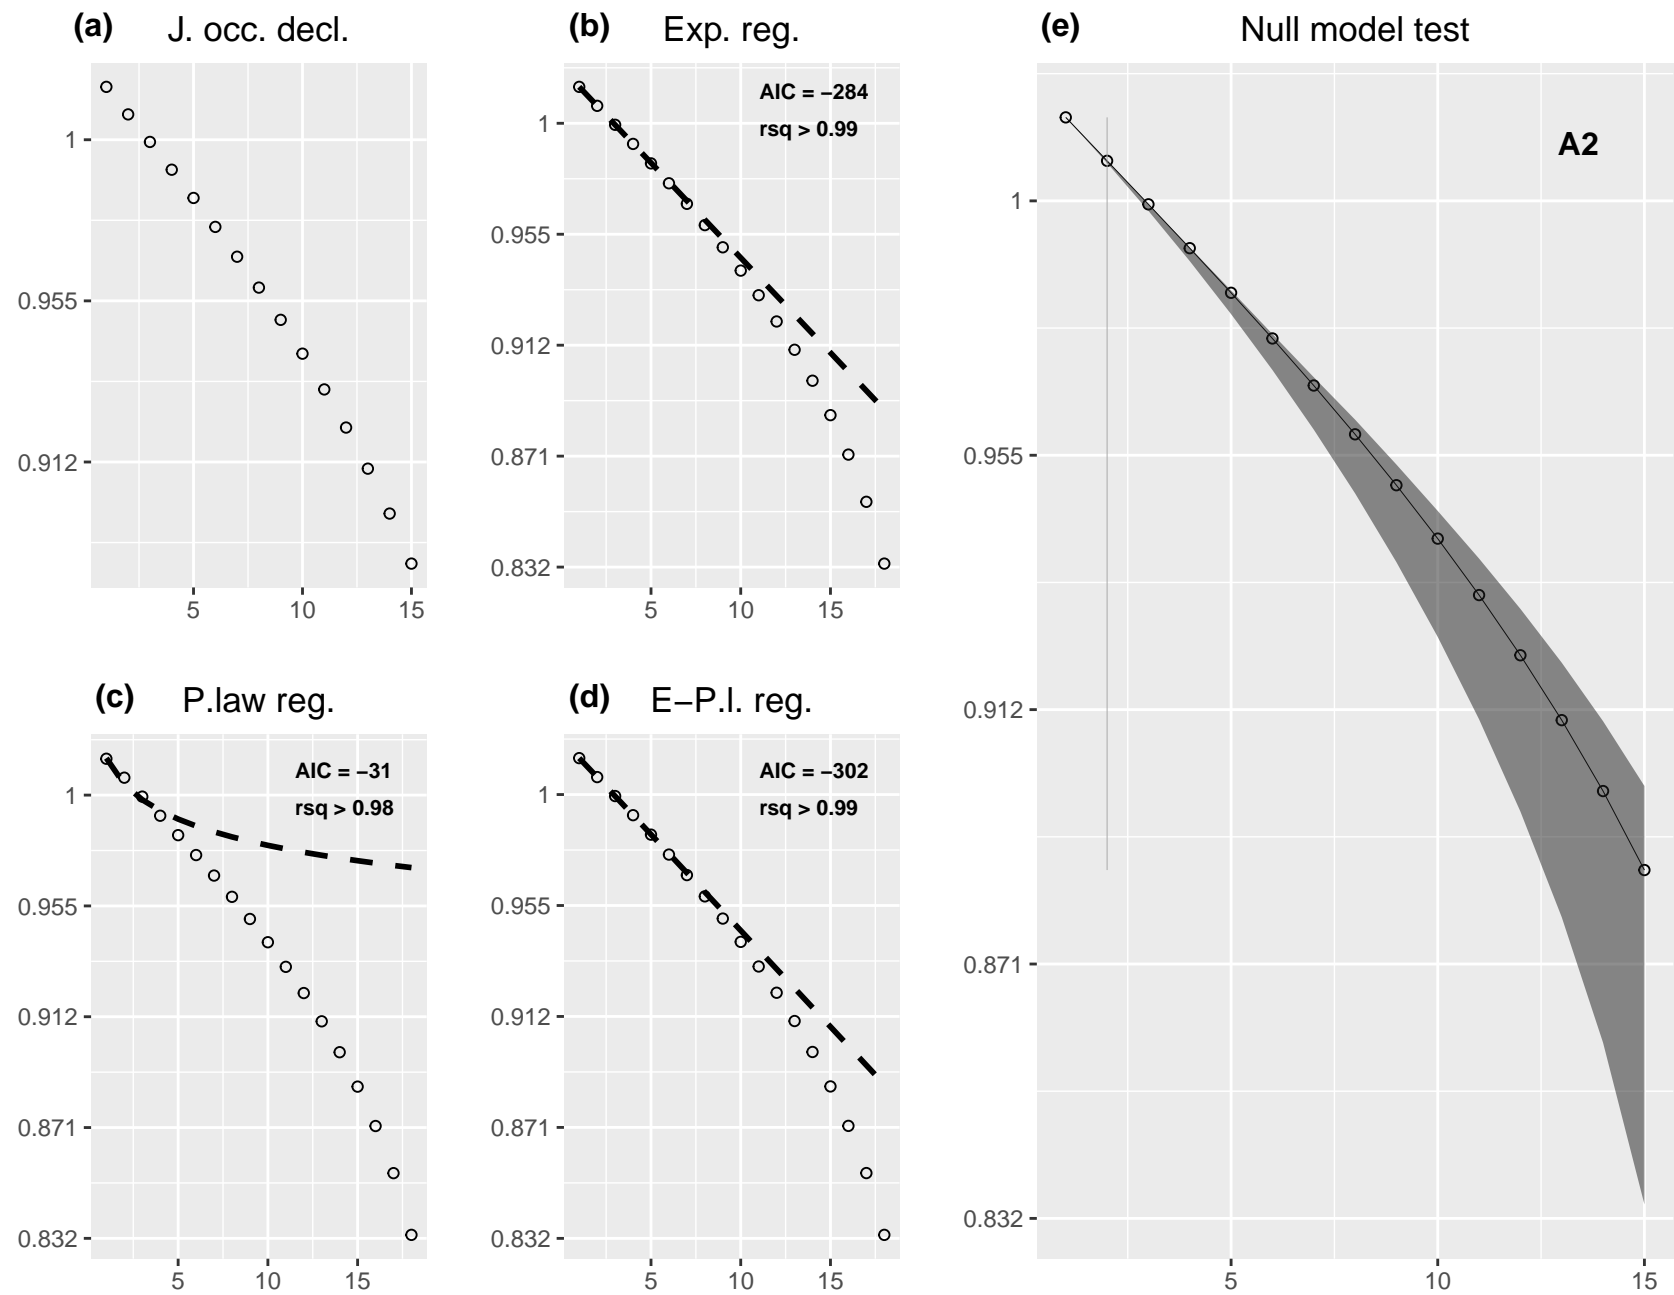 (a) J. occ. decl.
1
0.955
0.912
5 10 15
(b) Exp. reg.
AIC = −284
rsq > 0.99
1
0.955
0.912
0.871
0.832
5 10 15
(c) P.law reg.
AIC = −31
rsq > 0.98
1
0.955
0.912
0.871
0.832
5 10 15
(d) E−P.l. reg.
AIC = −302
rsq > 0.99
1
0.955
0.912
0.871
0.832
5 10 15
(e) Null model test
A2
1
0.955
0.912
0.871
0.832
5 10 15